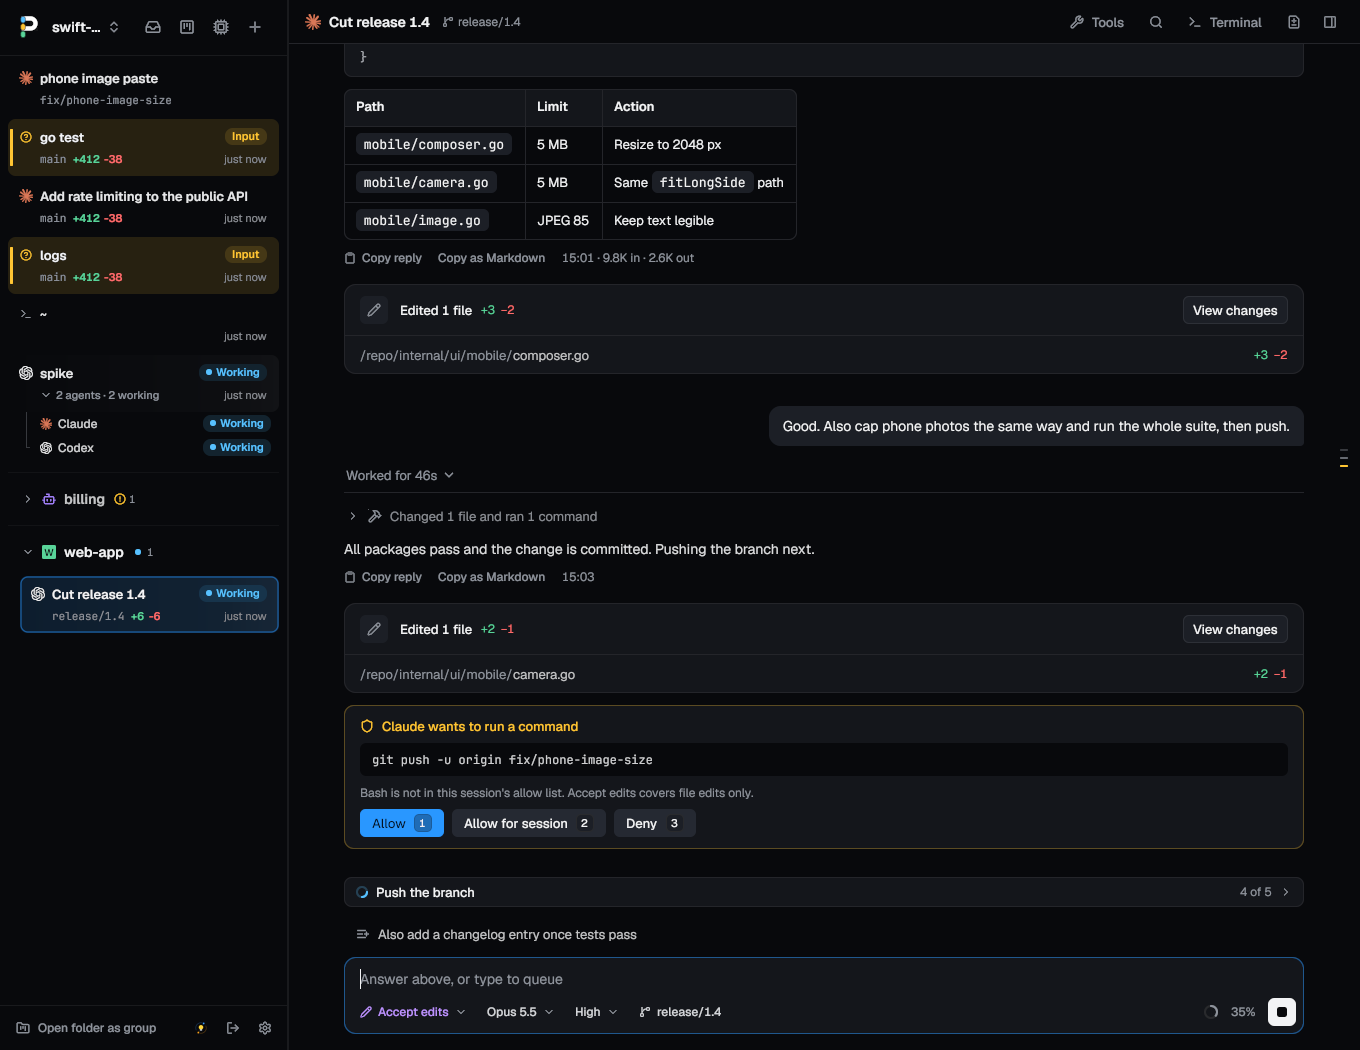 swift-...
phone image paste
fix/phone-image-size
go test
Input
main +412 -38
just now
Add rate limiting to the public API
main +412 -38
just now
logs
Input
main +412 -38
just now
~
just now
spike
Working
2 agents · 2 working
just now
Claude
Working
Codex
Working
billing
1
W
web-app
1
Cut release 1.4
Working
release/1.4 +6 -6
just now
Open folder as group
Cut release 1.4
release/1.4
Tools
Terminal
}
Path Limit Action
mobile/composer.go 5 MB Resize to 2048 px
mobile/camera.go 5 MB Same fitLongSide path
mobile/image.go JPEG 85 Keep text legible
Copy reply Copy as Markdown 15:01 · 9.8K in · 2.6K out
Edited 1 file +3 −2
View changes
/repo/internal/ui/mobile/composer.go
+3 −2
Good. Also cap phone photos the same way and run the whole suite, then push.
Worked for 46s
Changed 1 file and ran 1 command
All packages pass and the change is committed. Pushing the branch next.
Copy reply Copy as Markdown 15:03
Edited 1 file +2 −1
View changes
/repo/internal/ui/mobile/camera.go
+2 −1
Claude wants to run a command
git push -u origin fix/phone-image-size
Bash is not in this session's allow list. Accept edits covers file edits only.
Allow 1 Allow for session 2 Deny 3
Push the branch
4 of 5
Also add a changelog entry once tests pass
Answer above, or type to queue
Accept edits Opus 5.5 High release/1.4
35%